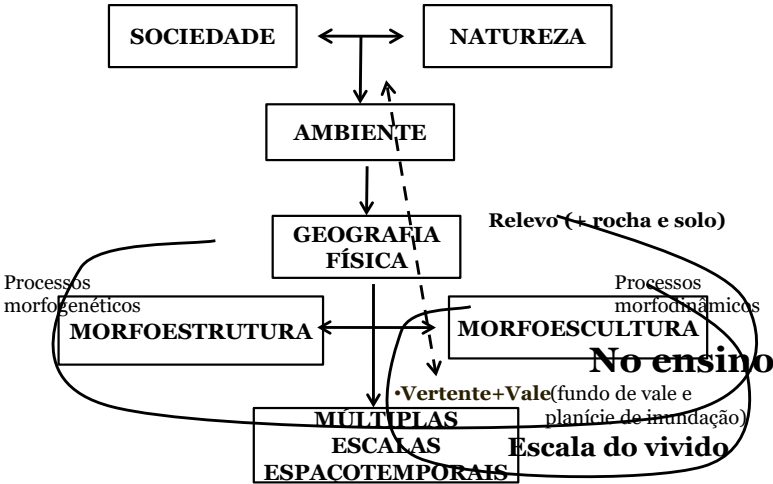 SOCIEDADE
NATUREZA
AMBIENTE
GEOGRAFIA
FÍSICA
Relevo (+ rocha e solo)
Processos
morfogenéticos
Processos
morfodinâmicos
MORFOESTRUTURA
MORFOESCULTURA
No ensino
•Vertente+Vale(fundo de vale e
planície de inundação)
MÚLTIPLAS
ESCALAS
ESPAÇOTEMPORAIS
Escala do vivido